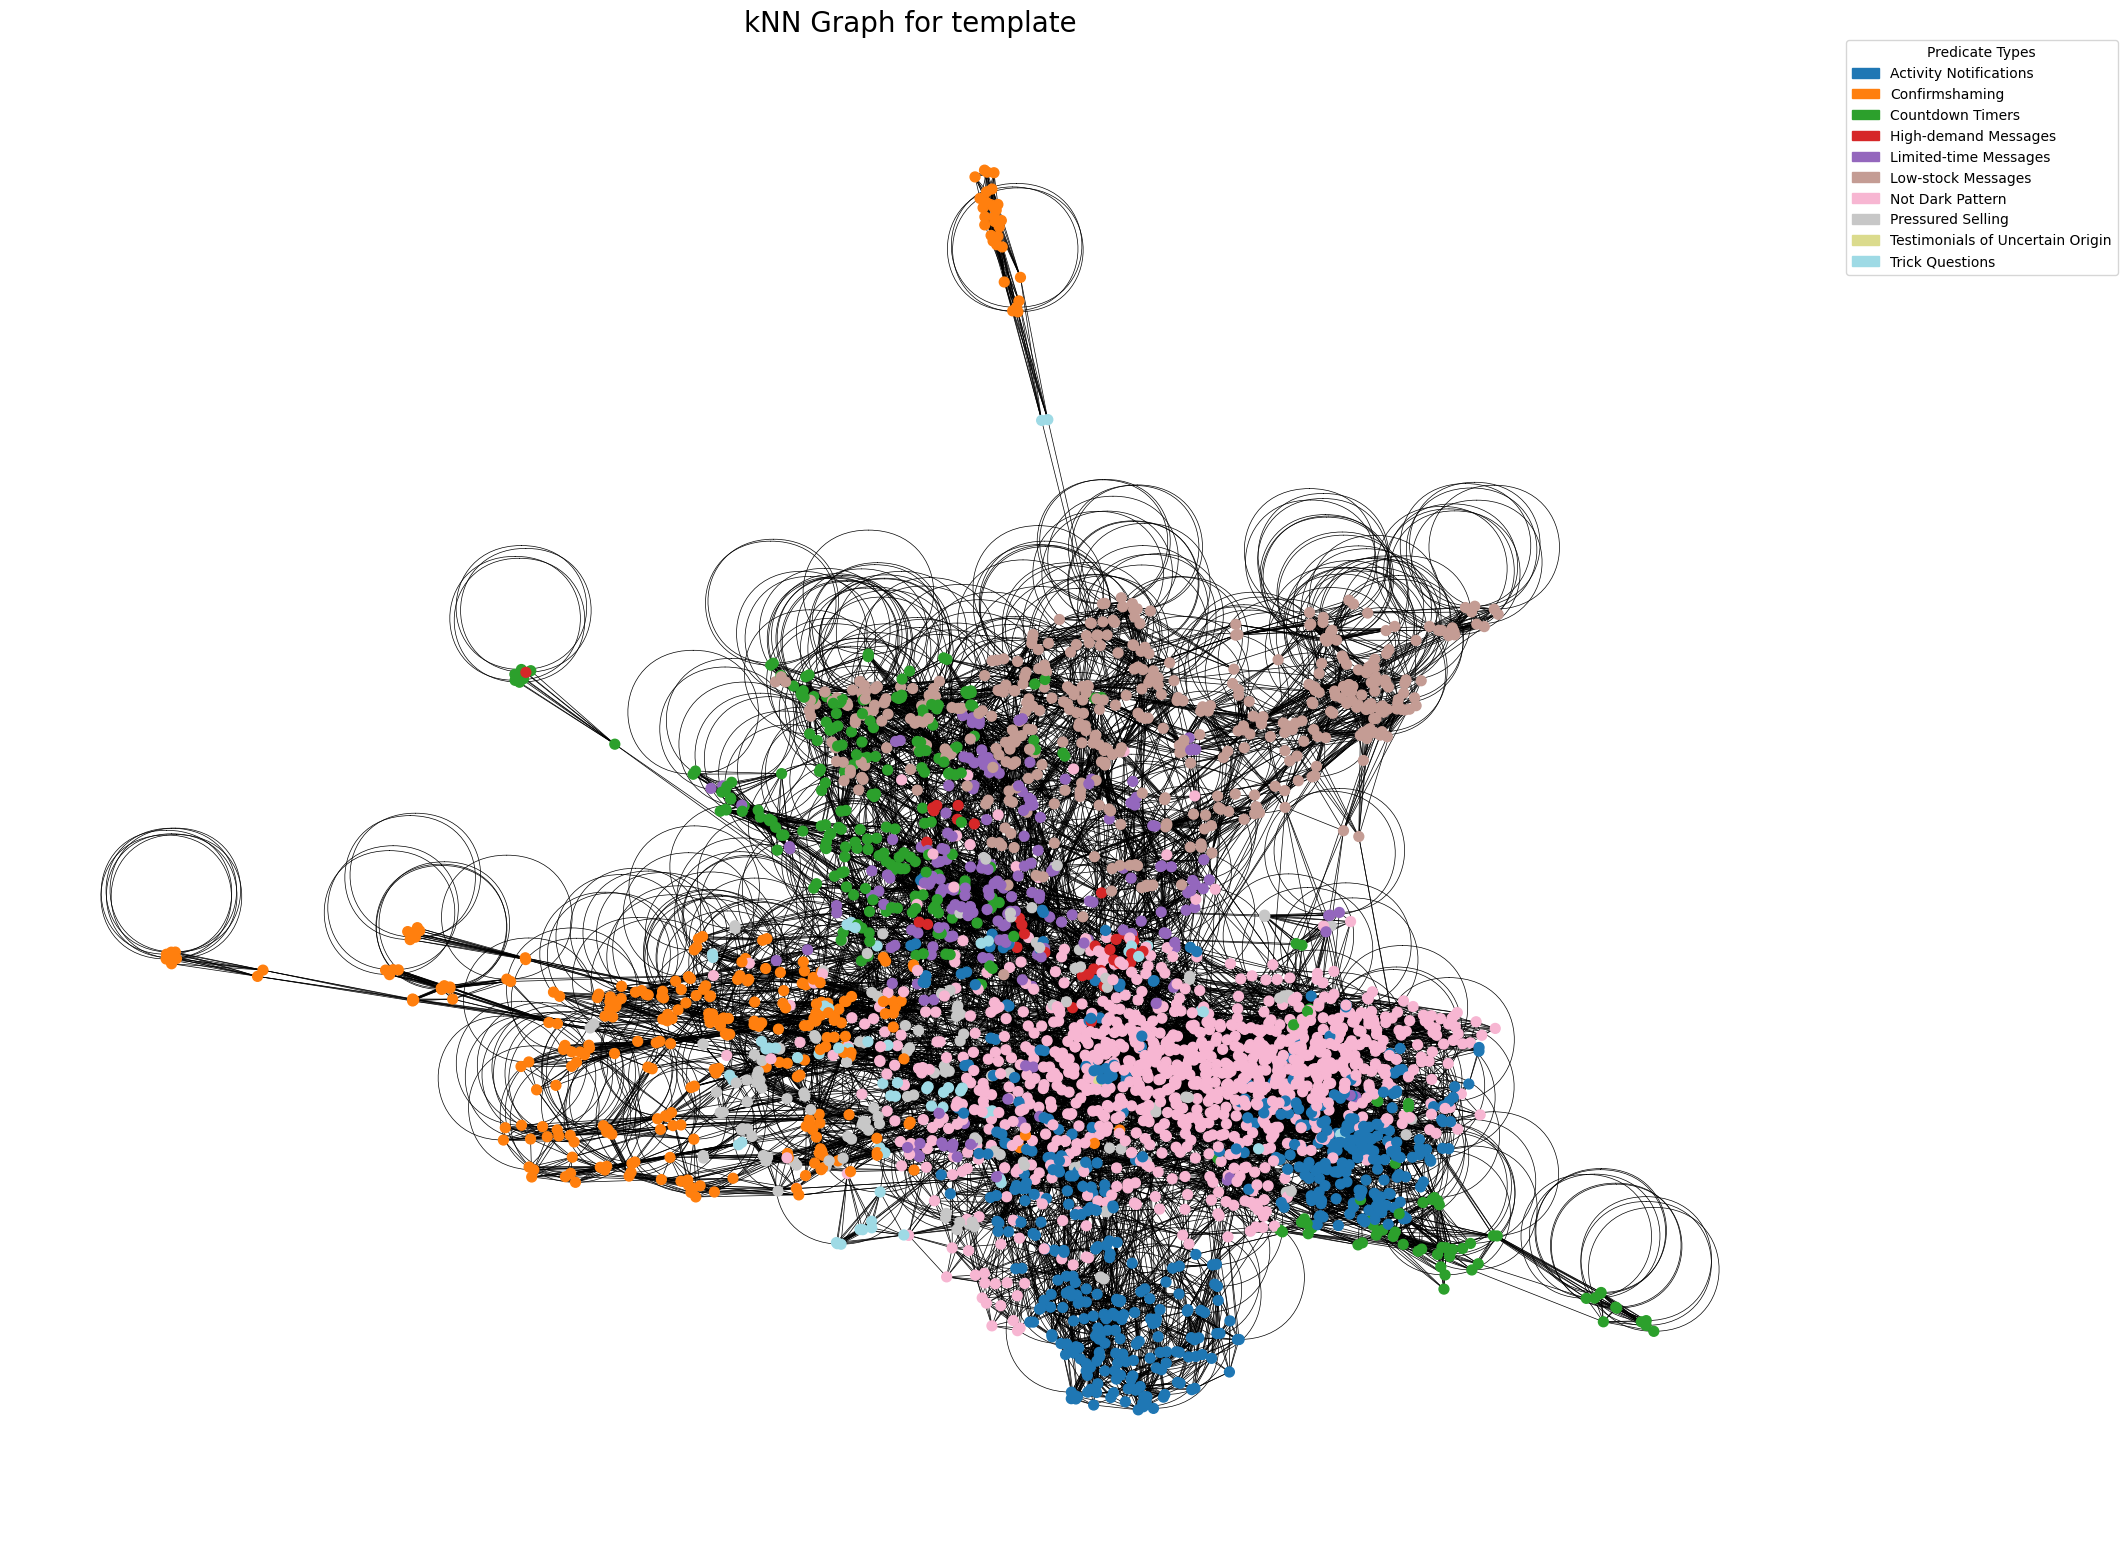 kNN Graph for template
Predicate Types
Activity Notifications
Confirmshaming
Countdown Timers
High-demand Messages
Limited-time Messages
Low-stock Messages
Not Dark Pattern
Pressured Selling
Testimonials of Uncertain Origin
Trick Questions